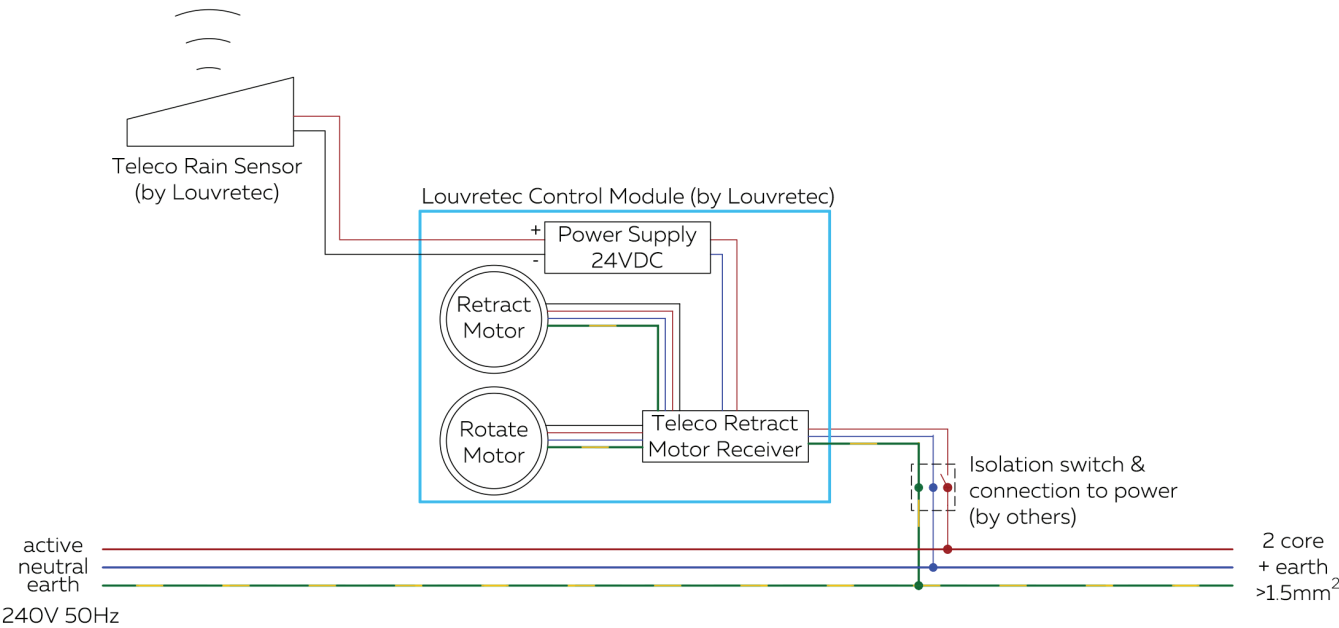 Teleco Rain Sensor
(by Louvretec)
Louvretec Control Module (by Louvretec)
+
-
Power Supply
24VDC
Retract
Motor
Rotate
Motor
Teleco Retract
Motor Receiver
Isolation switch &
connection to power
(by others)
active
neutral
earth
240V 50Hz
2 core
+ earth
>1.5mm²